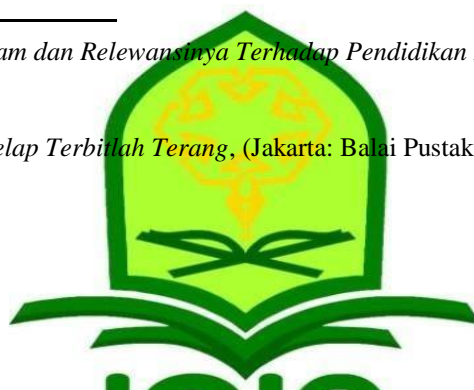 am dan Relewansinya Terhadap Pendidikan
elap Terbitlah Terang, (Jakarta: Balai Pustak